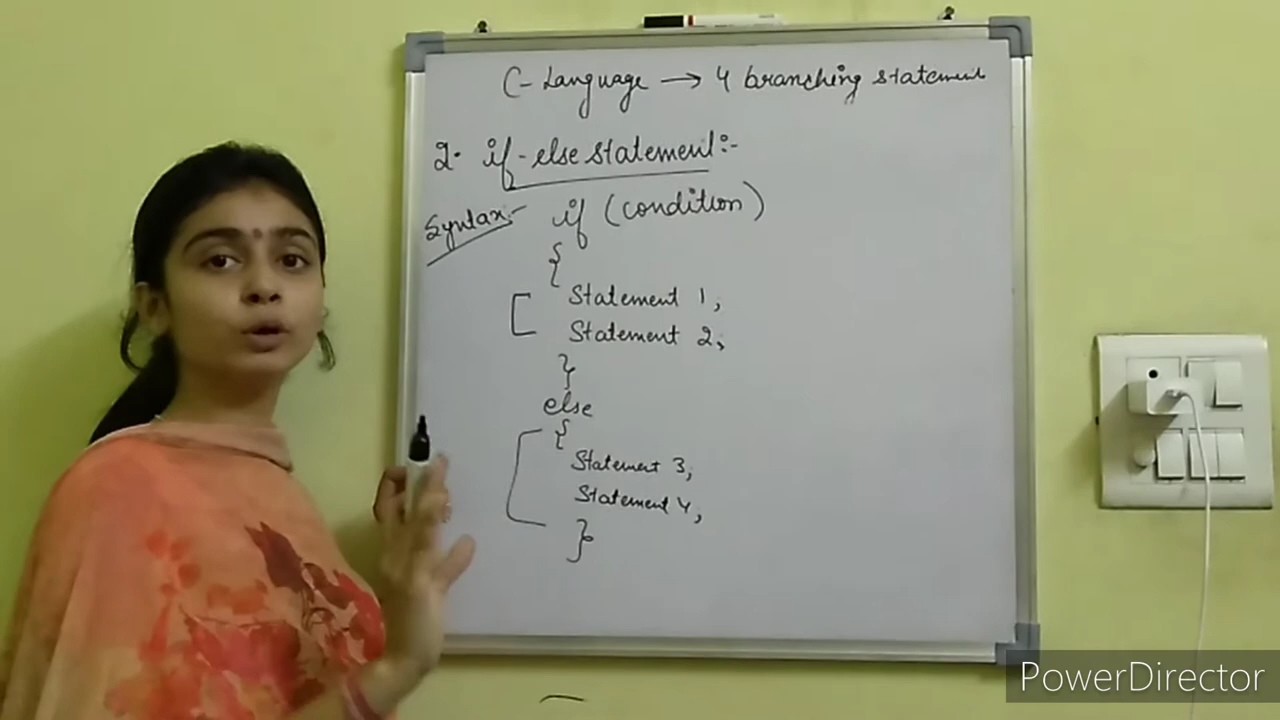 C-Language → 4 branching statement
2. if-else statement:-
Syntax:- if (condition)
{
Statement 1;
Statement 2;
}
else
{
Statement 3;
Statement 4;
}
PowerDirector